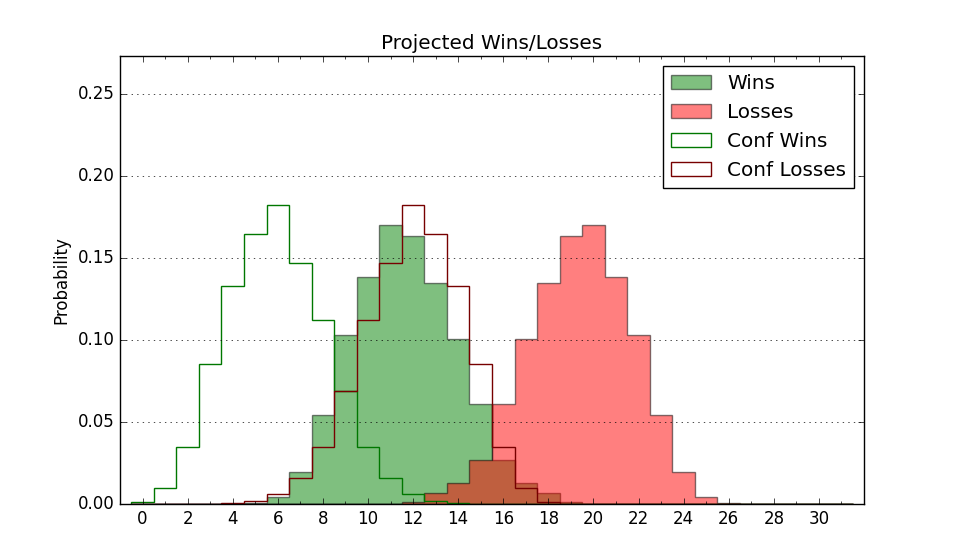 Projected Wins/Losses
Wins
Losses
Conf Wins
Conf Losses
Probability
0.25
0.20
0.15
0.10
0.05
0.00
0 2 4 6 8 10 12 14 16 18 20 22 24 26 28 30